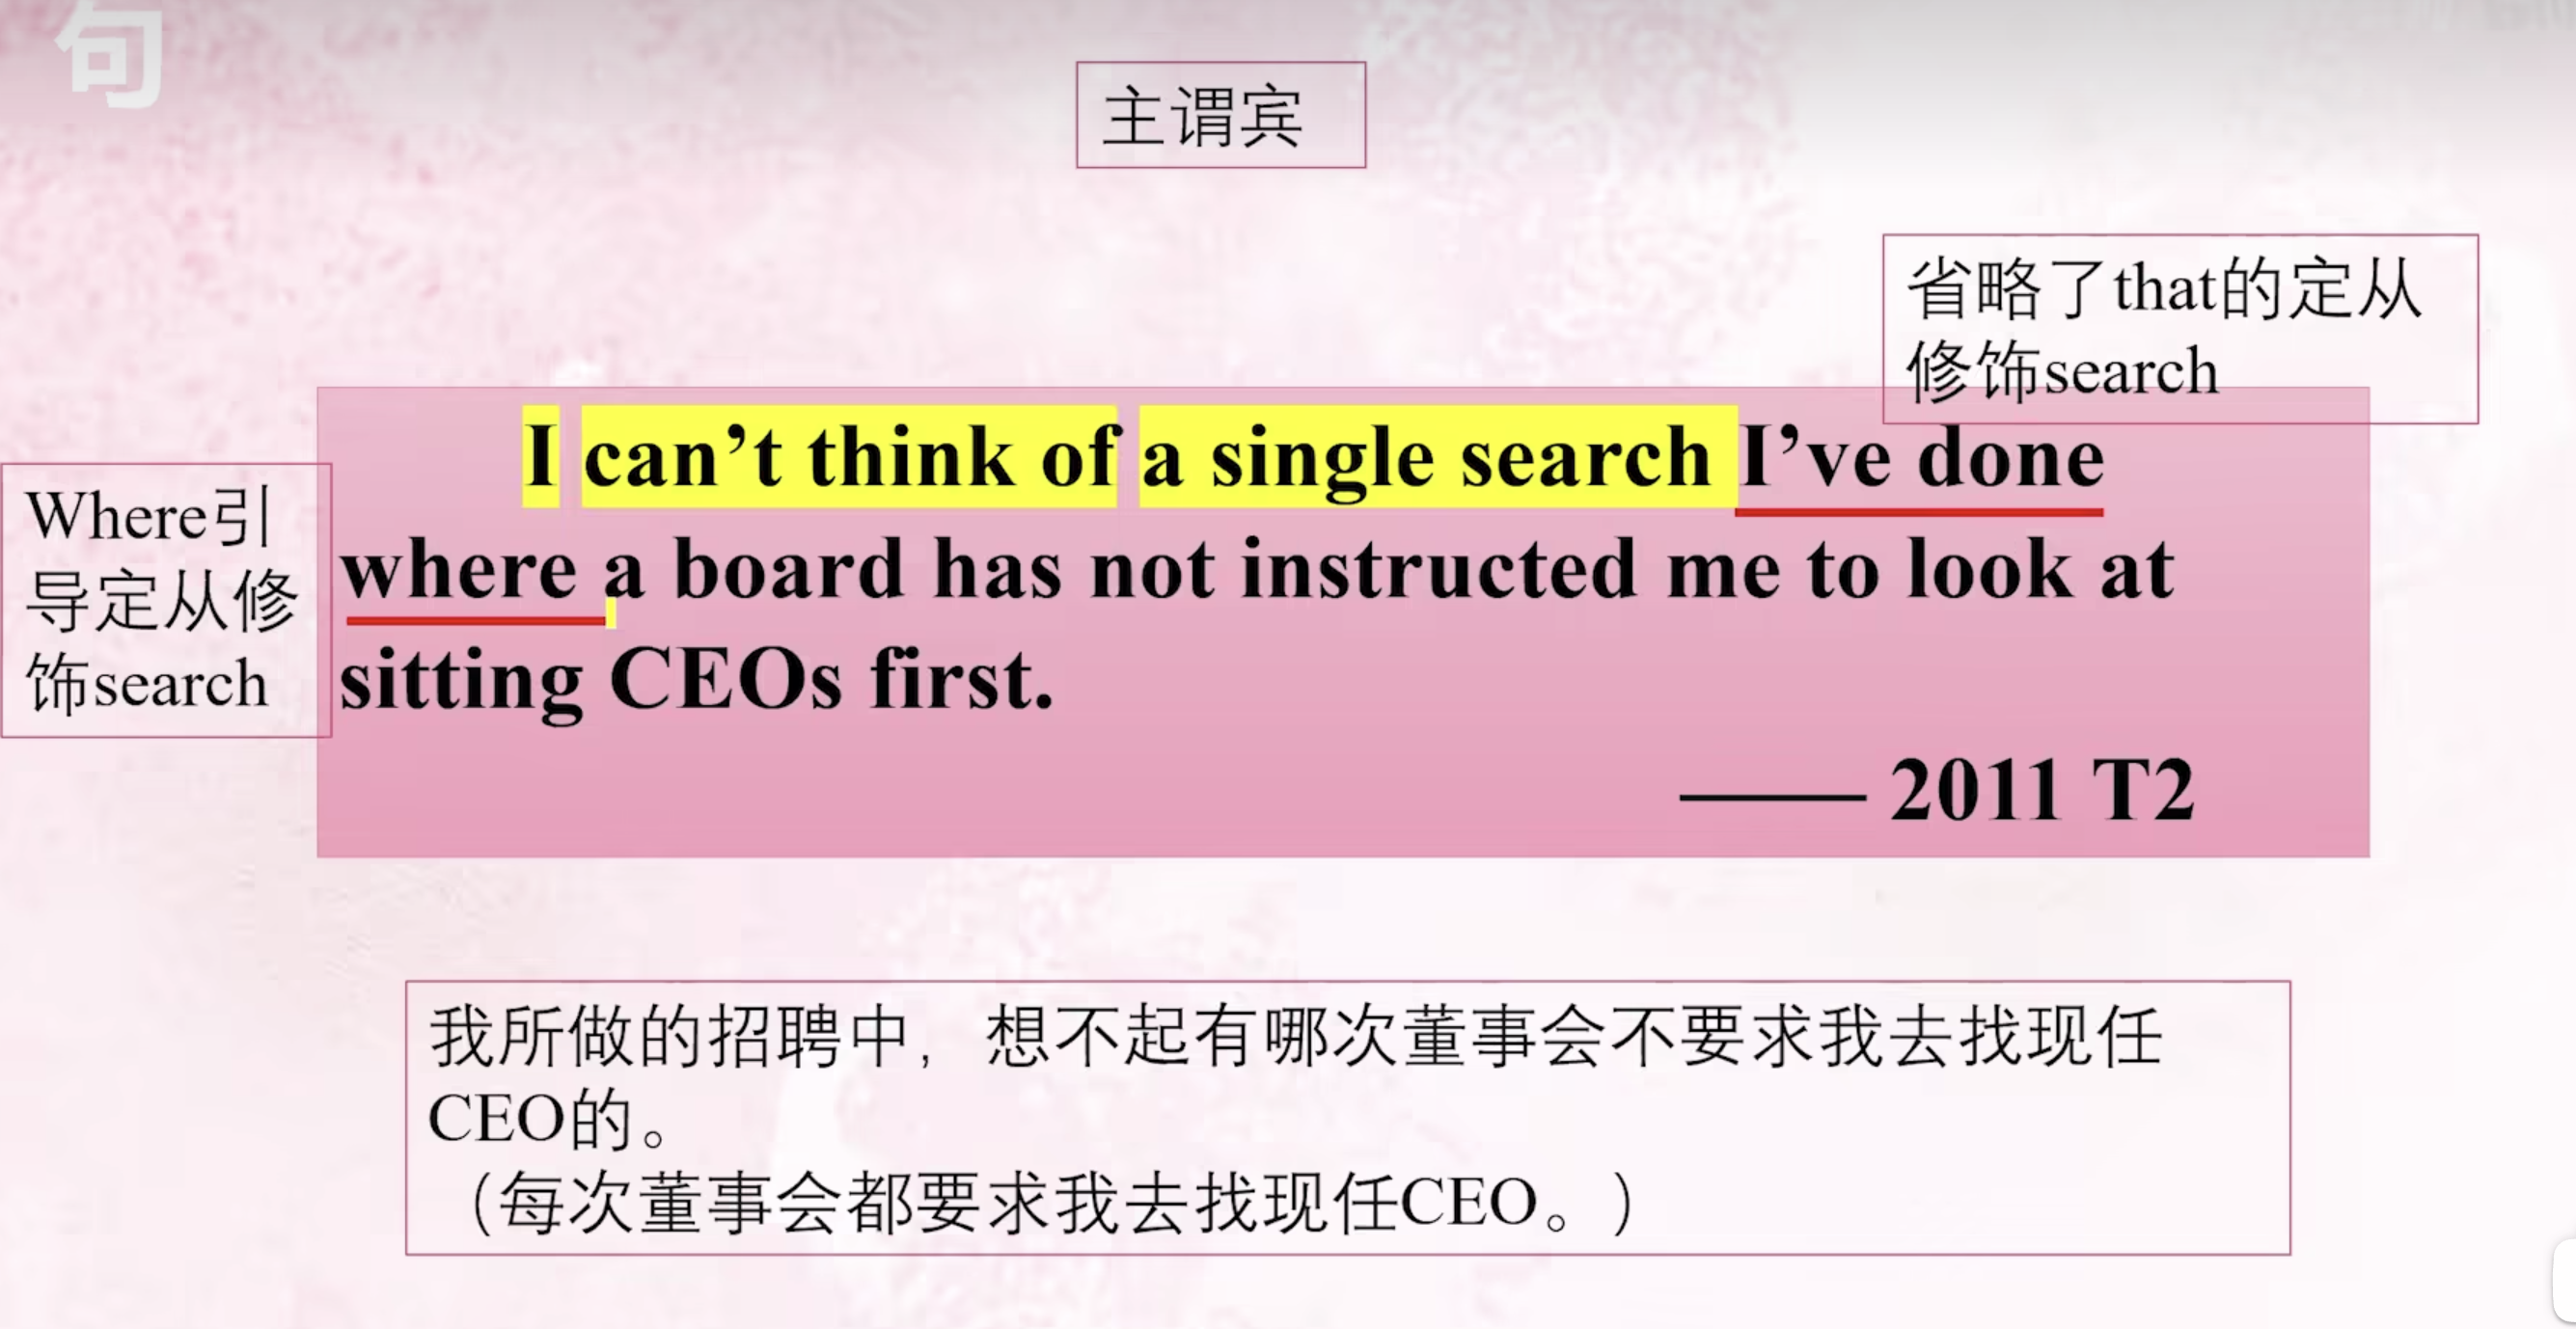 句
主谓宾
省略了that的定从
修饰search
I can’t think of a single search I’ve done
where a board has not instructed me to look at
sitting CEOs first.
—— 2011 T2
Where引
导定从修
饰search
我所做的招聘中，想不起有哪次董事会不要求我去找现任
CEO的。
（每次董事会都要求我去找现任CEO。）